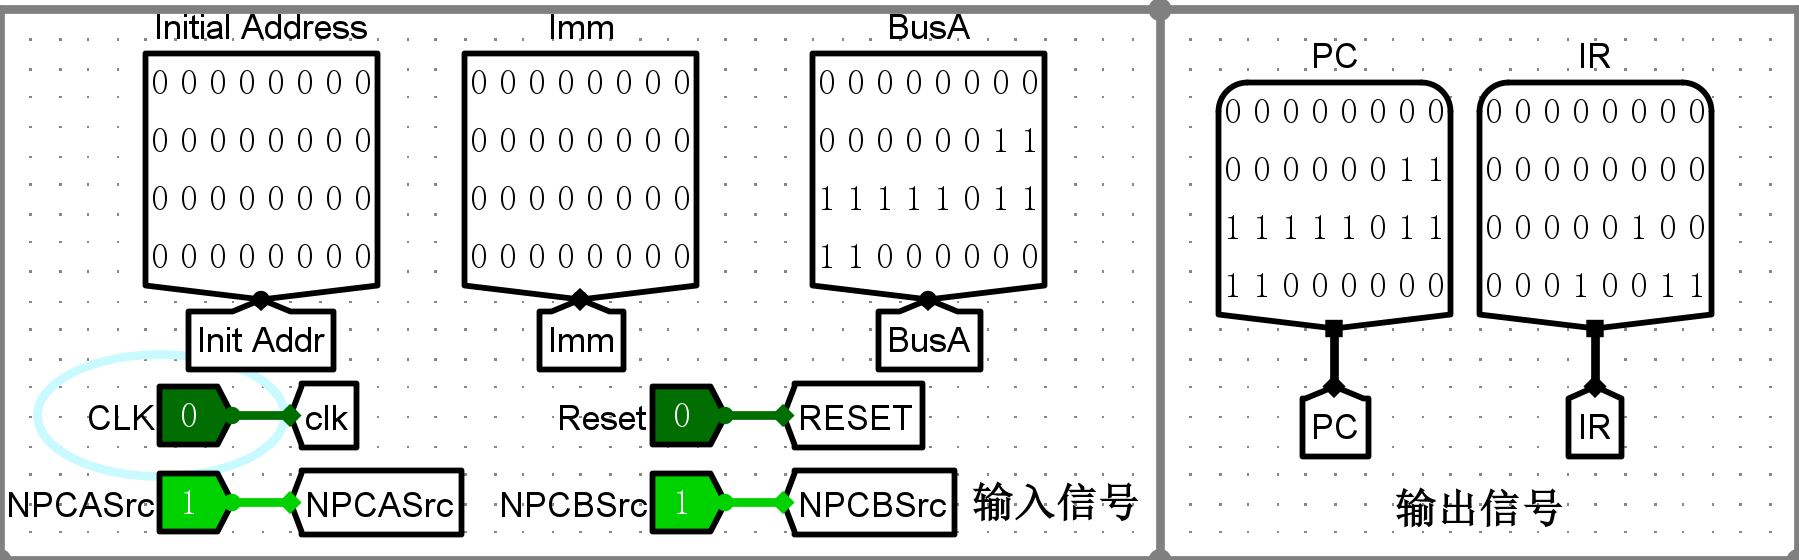 Initial Address
0 0 0 0 0 0 0 0
0 0 0 0 0 0 0 0
0 0 0 0 0 0 0 0
0 0 0 0 0 0 0 0
Init Addr
Imm
0 0 0 0 0 0 0 0
0 0 0 0 0 0 0 0
0 0 0 0 0 0 0 0
0 0 0 0 0 0 0 0
Imm
BusA
0 0 0 0 0 0 0 0
0 0 0 0 0 0 1 1
1 1 1 1 1 0 1 1
1 1 0 0 0 0 0 0
BusA
CLK 0 clk
Reset 0 RESET
NPCASrc 1 NPCASrc
NPCBSrc 1 NPCBSrc
输入信号
PC
0 0 0 0 0 0 0 0
0 0 0 0 0 0 1 1
1 1 1 1 1 0 1 1
1 1 0 0 0 0 0 0
PC
IR
0 0 0 0 0 0 0 0
0 0 0 0 0 0 0 0
0 0 0 0 0 1 0 0
0 0 0 1 0 0 1 1
IR
输出信号